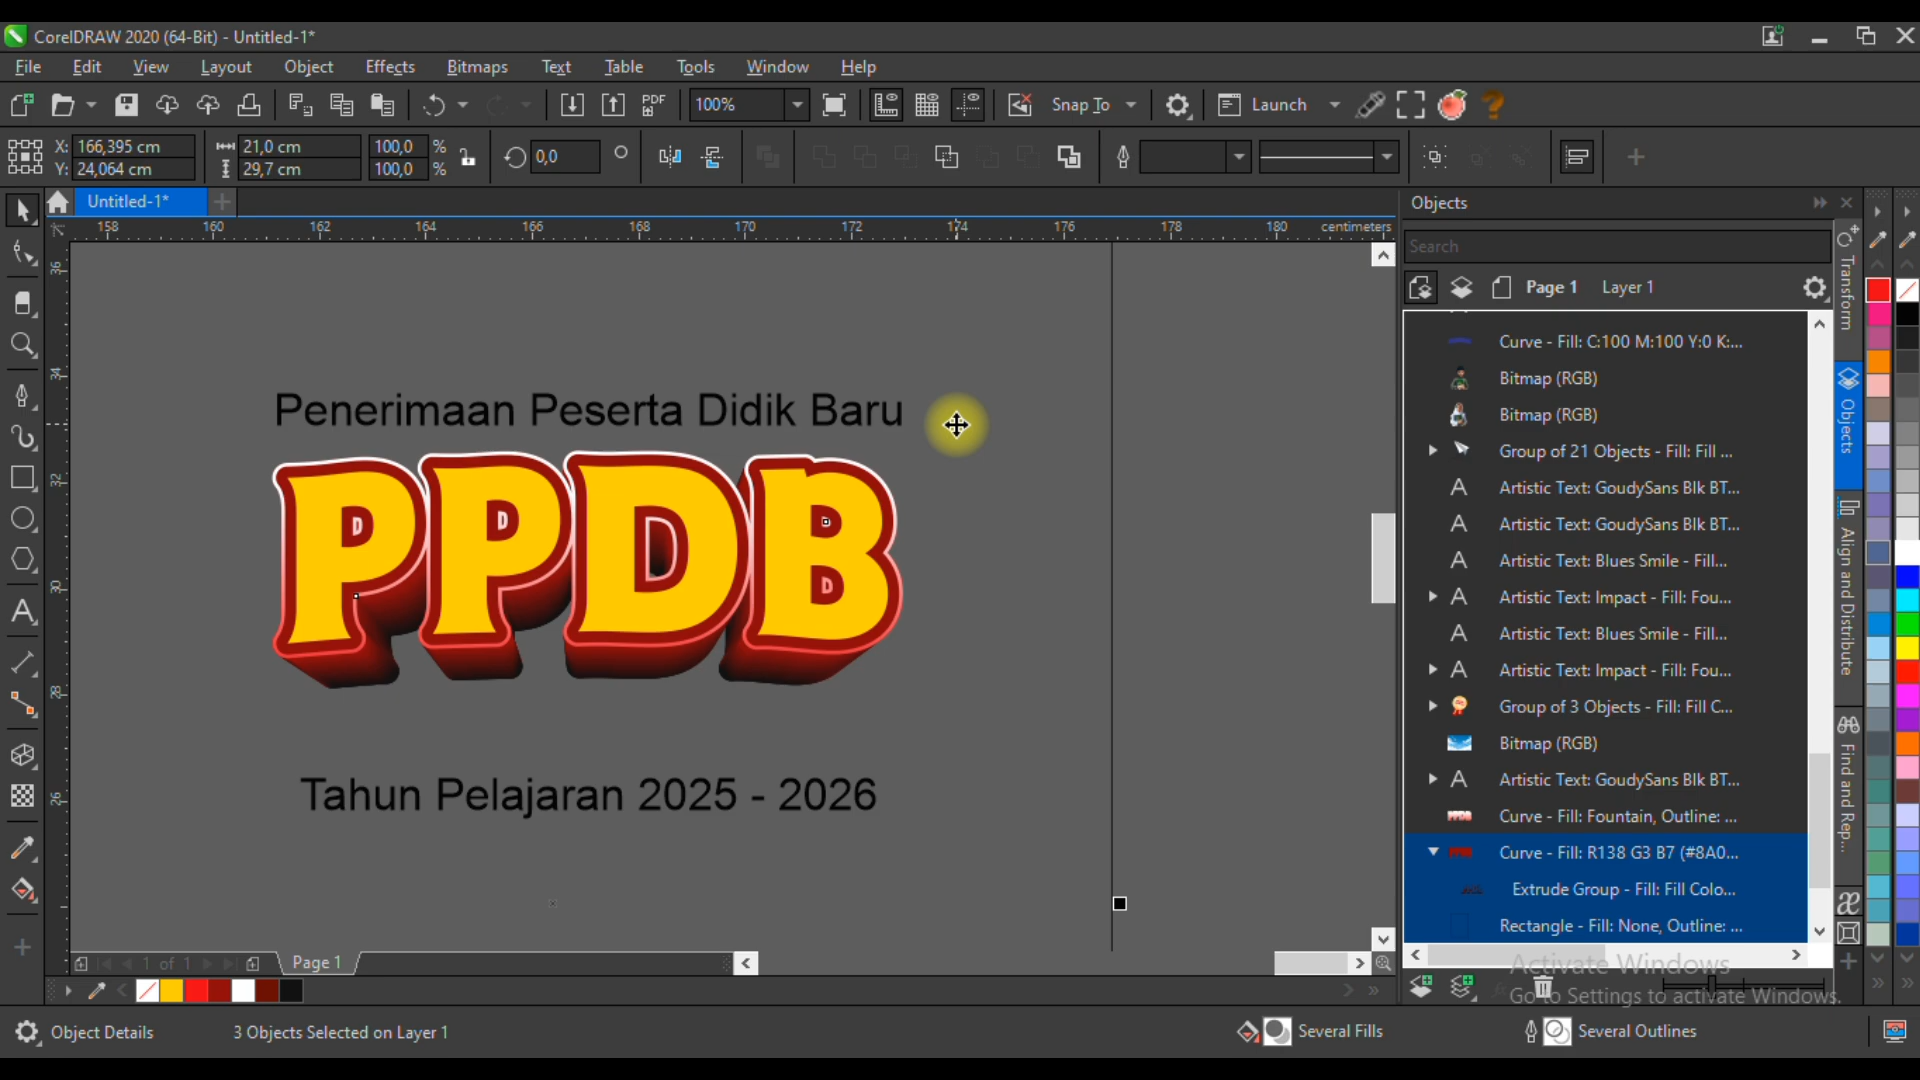 CorelDRAW 2020 (64-Bit) - Untitled-1*
File Edit View Layout Object Effects Bitmaps Text Table Tools Window Help
PDF 100% Snap To Launch
X: 166,395 cm 21,0 cm 100,0 %
Y: 24,064 cm 29,7 cm 100,0 %
0,0
Untitled-1*
158 160 162 164 166 168 170 172 174 176 178 180 centimeters
36
34
32
30
28
26
Penerimaan Peserta Didik Baru
PPDB
Tahun Pelajaran 2025 - 2026
1 of 1
Page 1
Objects
Search
Page 1 Layer 1
Curve - Fill: C:100 M:100 Y:0 K:...
Bitmap (RGB)
Bitmap (RGB)
Group of 21 Objects - Fill: Fill ...
Artistic Text: GoudySans Blk BT...
Artistic Text: GoudySans Blk BT...
Artistic Text: Blues Smile - Fill...
Artistic Text: Impact - Fill: Fou...
Artistic Text: Blues Smile - Fill...
Artistic Text: Impact - Fill: Fou...
Group of 3 Objects - Fill: Fill C...
Bitmap (RGB)
Artistic Text: GoudySans Blk BT...
Curve - Fill: Fountain, Outline: ...
Curve - Fill: R138 G3 B7 (#8A0...
Extrude Group - Fill: Fill Colo...
Rectangle - Fill: None, Outline: ...
Transform
Objects
Align and Distribute
Find and Rep...
Activate Windows
Go to Settings to activate Windows.
Object Details 3 Objects Selected on Layer 1 Several Fills Several Outlines